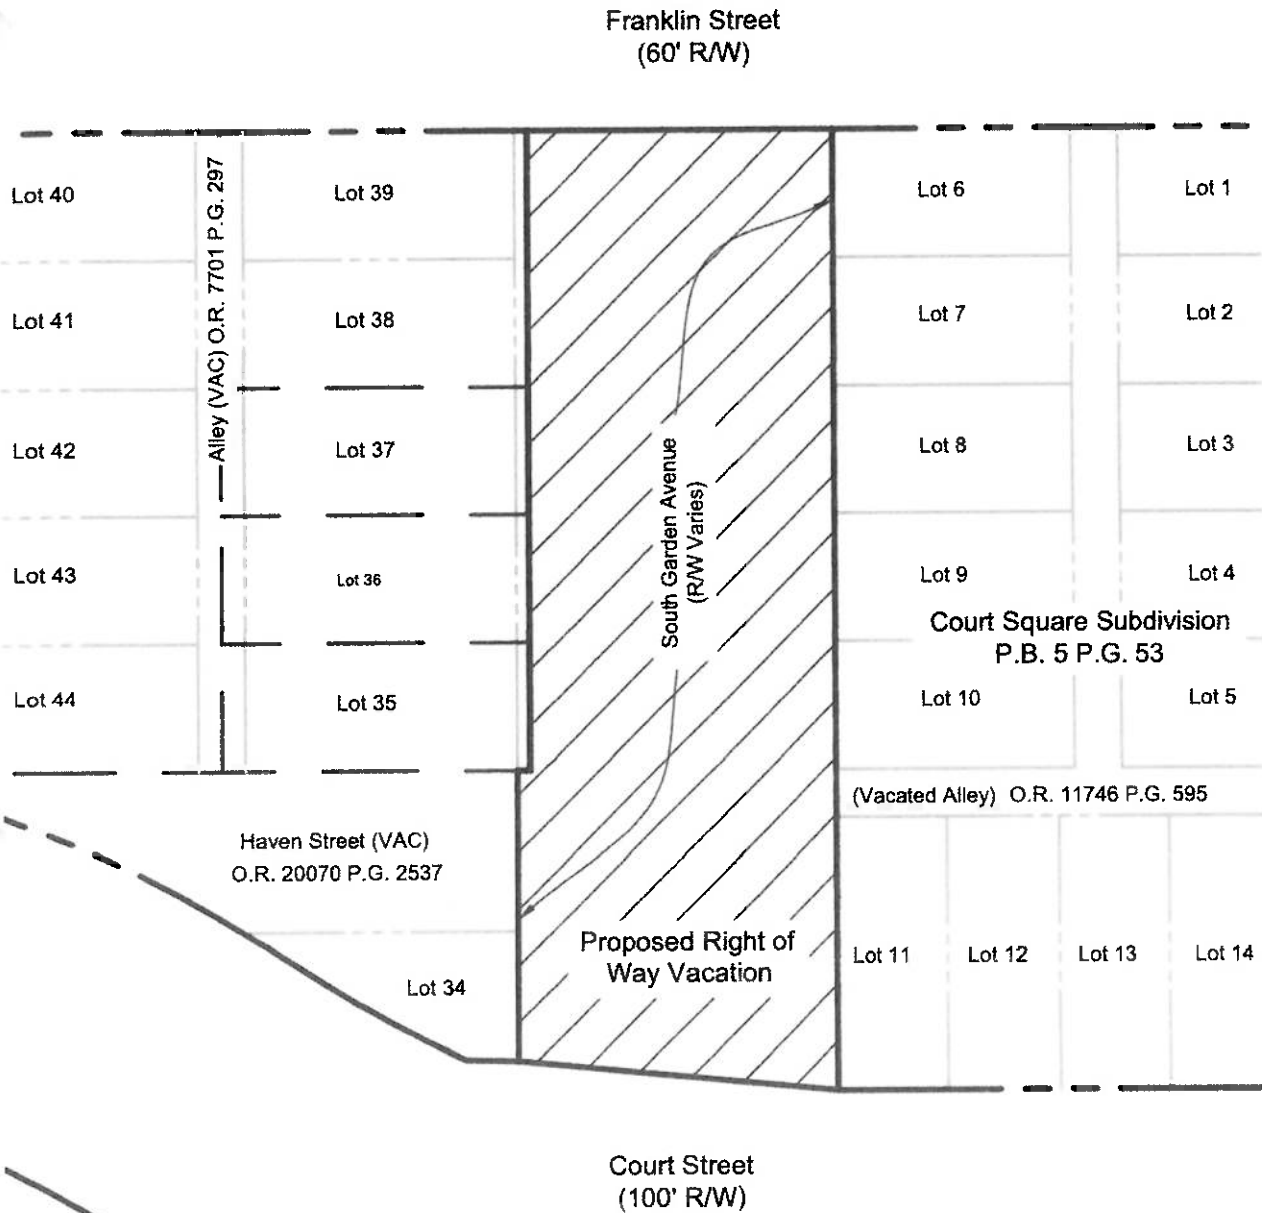 Franklin Street
(60' R/W)
Lot 40
Alley (VAC) O.R. 7701 P.G. 297
Lot 39
Lot 6
Lot 1
Lot 41
Lot 38
Lot 7
Lot 2
Lot 42
Lot 37
South Garden Avenue
(R/W Varies)
Lot 8
Lot 3
Lot 43
Lot 36
Lot 9
Lot 4
Court Square Subdivision
P.B. 5 P.G. 53
Lot 44
Lot 35
Lot 10
Lot 5
(Vacated Alley) O.R. 11746 P.G. 595
Haven Street (VAC)
O.R. 20070 P.G. 2537
Proposed Right of
Way Vacation
Lot 34
Lot 11
Lot 12
Lot 13
Lot 14
Court Street
(100' R/W)